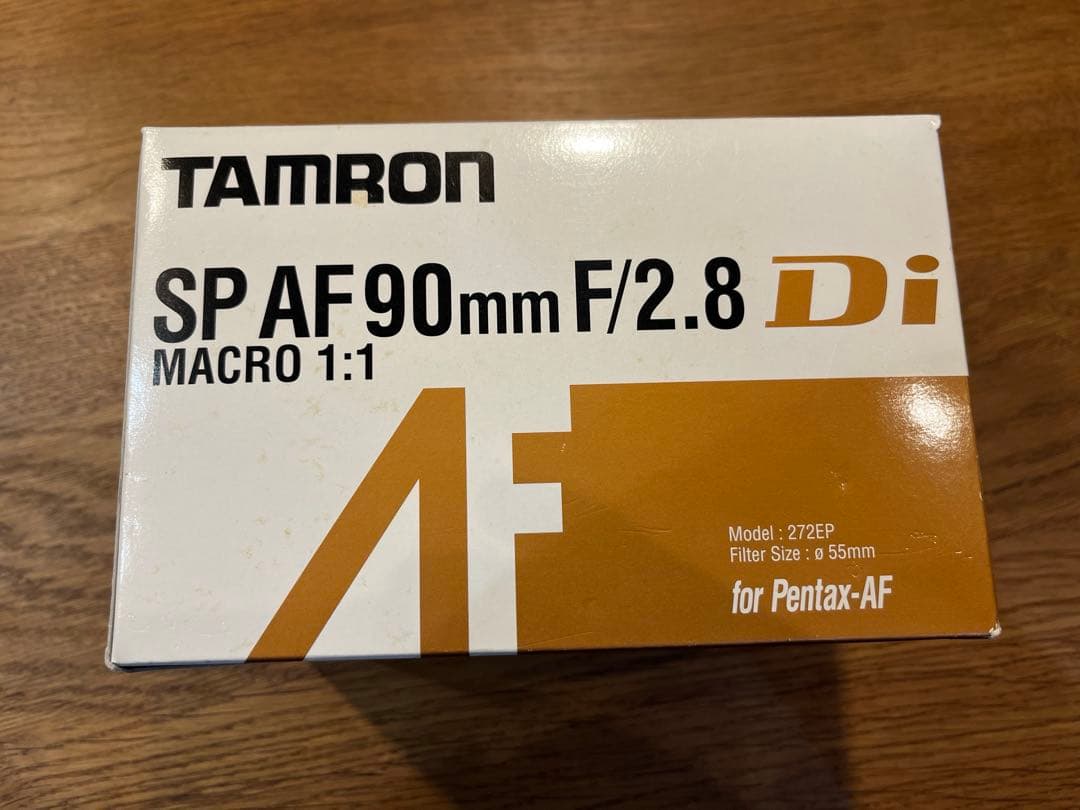 TAMRON
SP AF 90mm F/2.8 Di
MACRO 1:1
AF
Model : 272EP
Filter Size : ø 55mm
for Pentax-AF